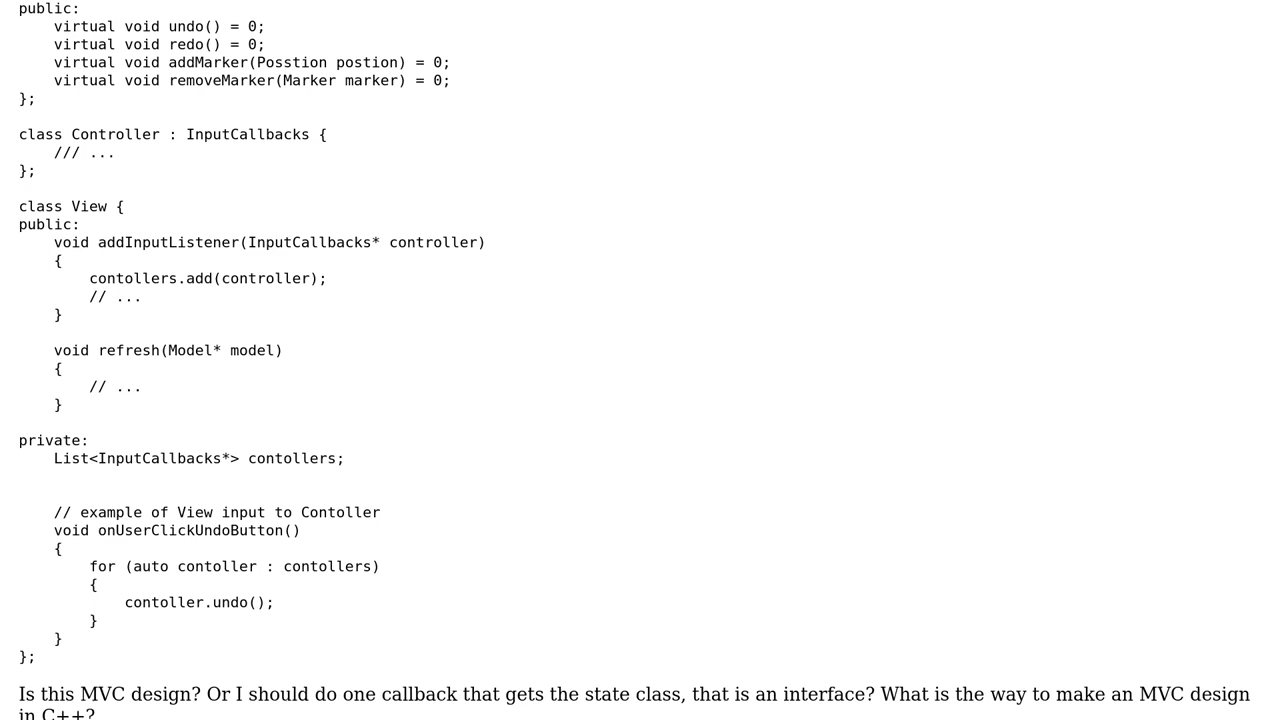 public:
    virtual void undo() = 0;
    virtual void redo() = 0;
    virtual void addMarker(Posstion postion) = 0;
    virtual void removeMarker(Marker marker) = 0;
};
class Controller : InputCallbacks {
    /// ...
};
class View {
public:
    void addInputListener(InputCallbacks* controller)
    {
        contollers.add(controller);
        // ...
    }
    void refresh(Model* model)
    {
        // ...
    }
private:
    List<InputCallbacks*> contollers;
    // example of View input to Contoller
    void onUserClickUndoButton()
    {
        for (auto contoller : contollers)
        {
            contoller.undo();
        }
    }
};
Is this MVC design? Or I should do one callback that gets the state class, that is an interface? What is the way to make an MVC design
in C++?